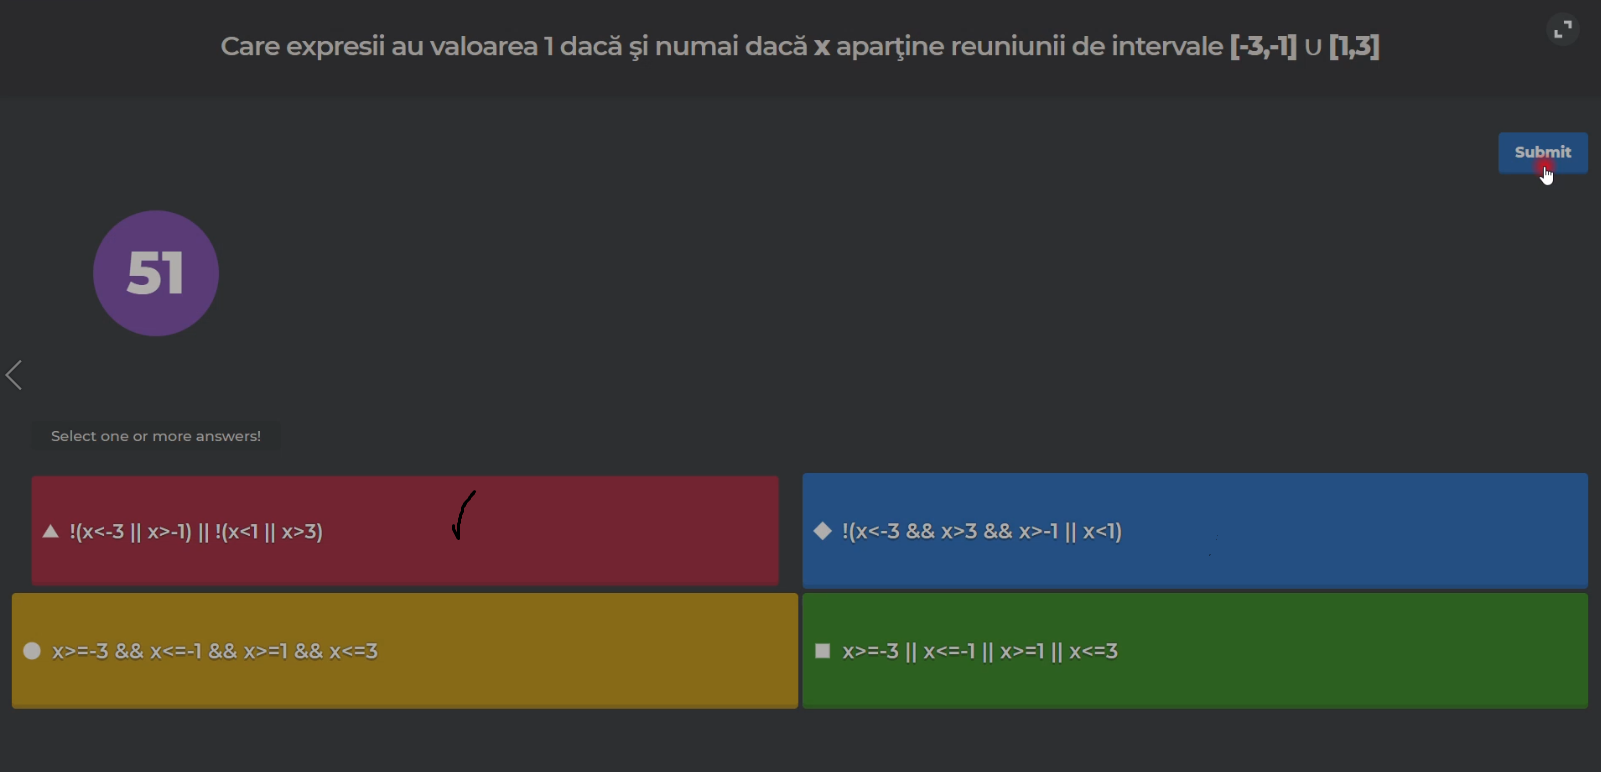 Care expresii au valoarea 1 dacă şi numai dacă x aparţine reuniunii de intervale [-3,-1] ∪ [1,3]
Submit
51
Select one or more answers!
!(x<-3 || x>-1) || !(x<1 || x>3)
!(x<-3 && x>3 && x>-1 || x<1)
x>=-3 && x<=-1 && x>=1 && x<=3
x>=-3 || x<=-1 || x>=1 || x<=3